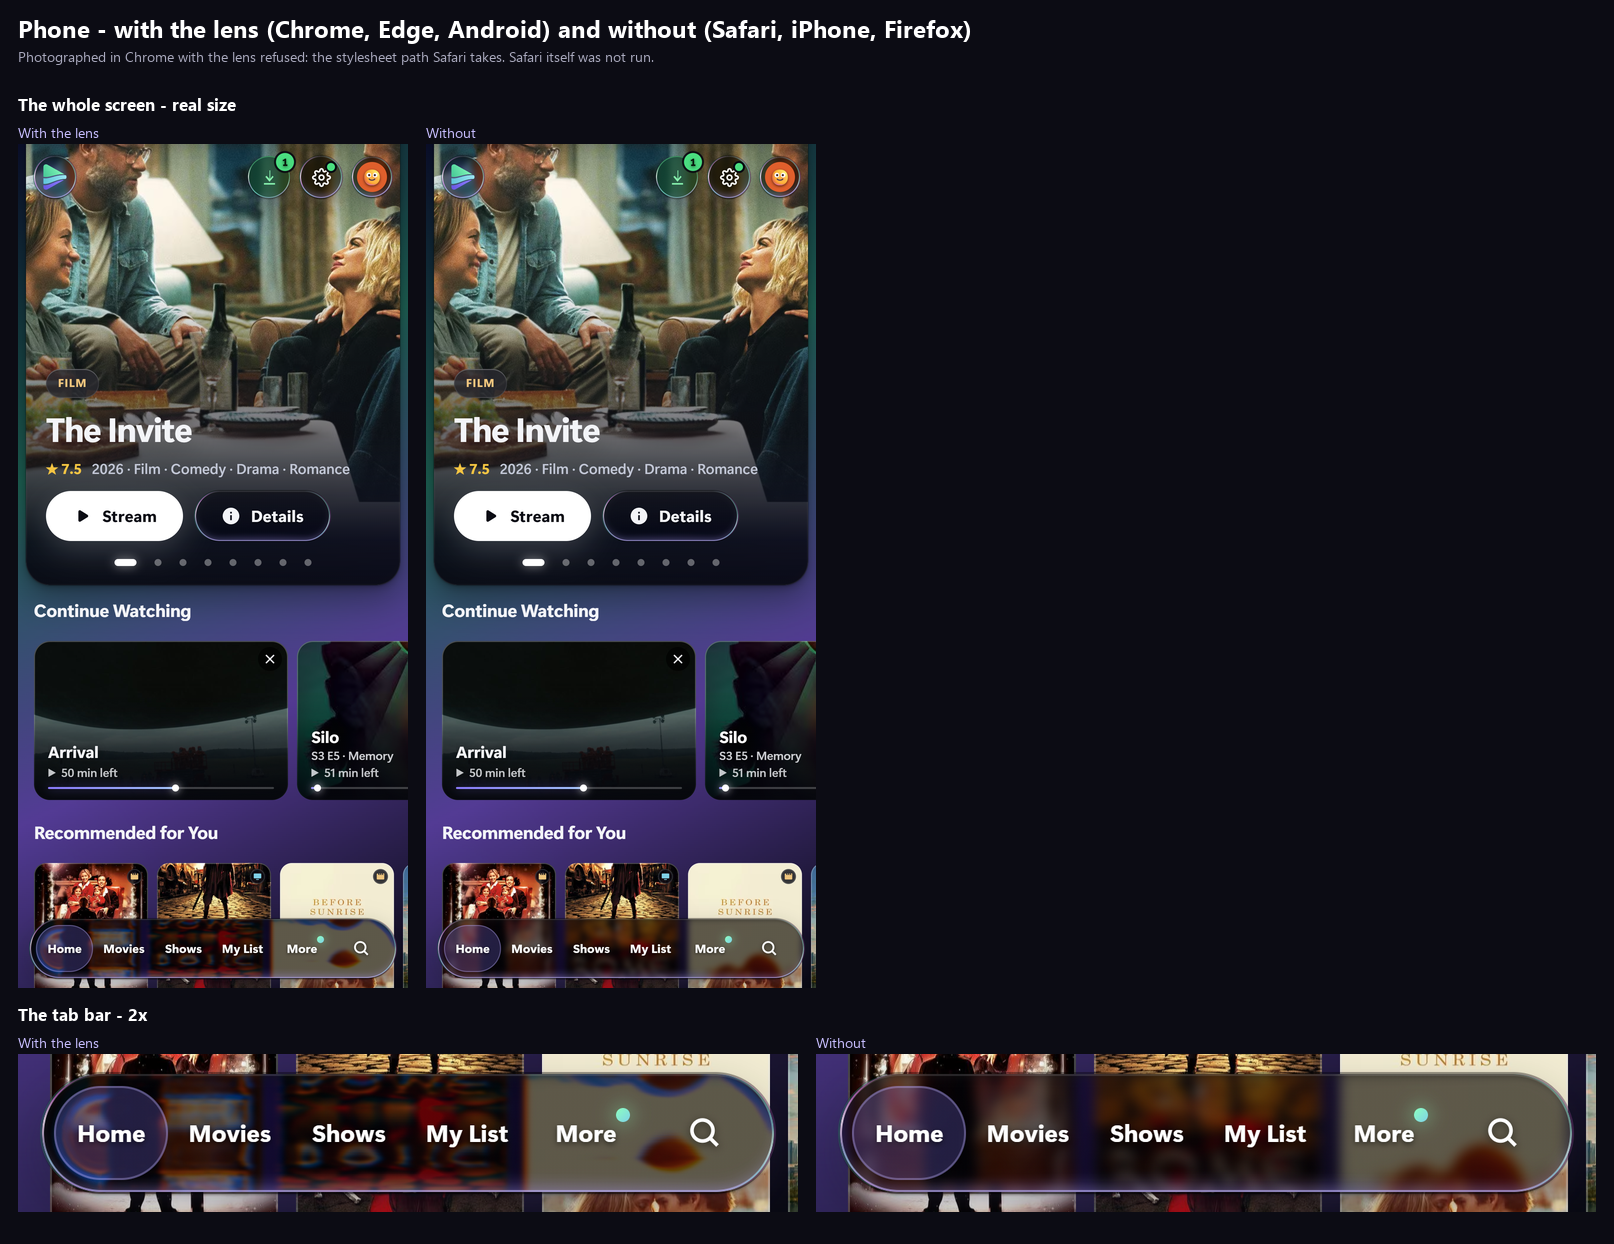 Phone - with the lens (Chrome, Edge, Android) and without (Safari, iPhone, Firefox)
Photographed in Chrome with the lens refused: the stylesheet path Safari takes. Safari itself was not run.
The whole screen - real size
With the lens
1
FILM
The Invite
★ 7.5 2026 · Film · Comedy · Drama · Romance
Stream Details
Continue Watching
Arrival
50 min left
Silo
S3 E5 · Memory
51 min left
Recommended for You
BEFORE
SUNRISE
Home Movies Shows My List More
Without
1
FILM
The Invite
★ 7.5 2026 · Film · Comedy · Drama · Romance
Stream Details
Continue Watching
Arrival
50 min left
Silo
S3 E5 · Memory
51 min left
Recommended for You
BEFORE
SUNRISE
Home Movies Shows My List More
The tab bar - 2x
With the lens
SUNRISE
Home Movies Shows My List More
Without
SUNRISE
Home Movies Shows My List More